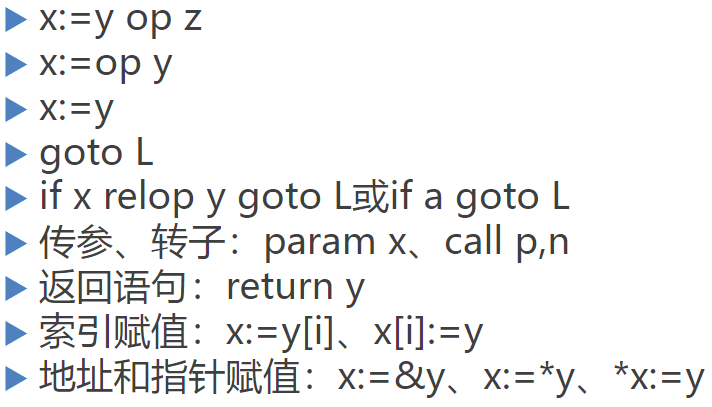 x:=y op z
x:=op y
x:=y
goto L
if x relop y goto L或if a goto L
传参、转子：param x、call p,n
返回语句：return y
索引赋值：x:=y[i]、x[i]:=y
地址和指针赋值：x:=&y、x:=*y、*x:=y